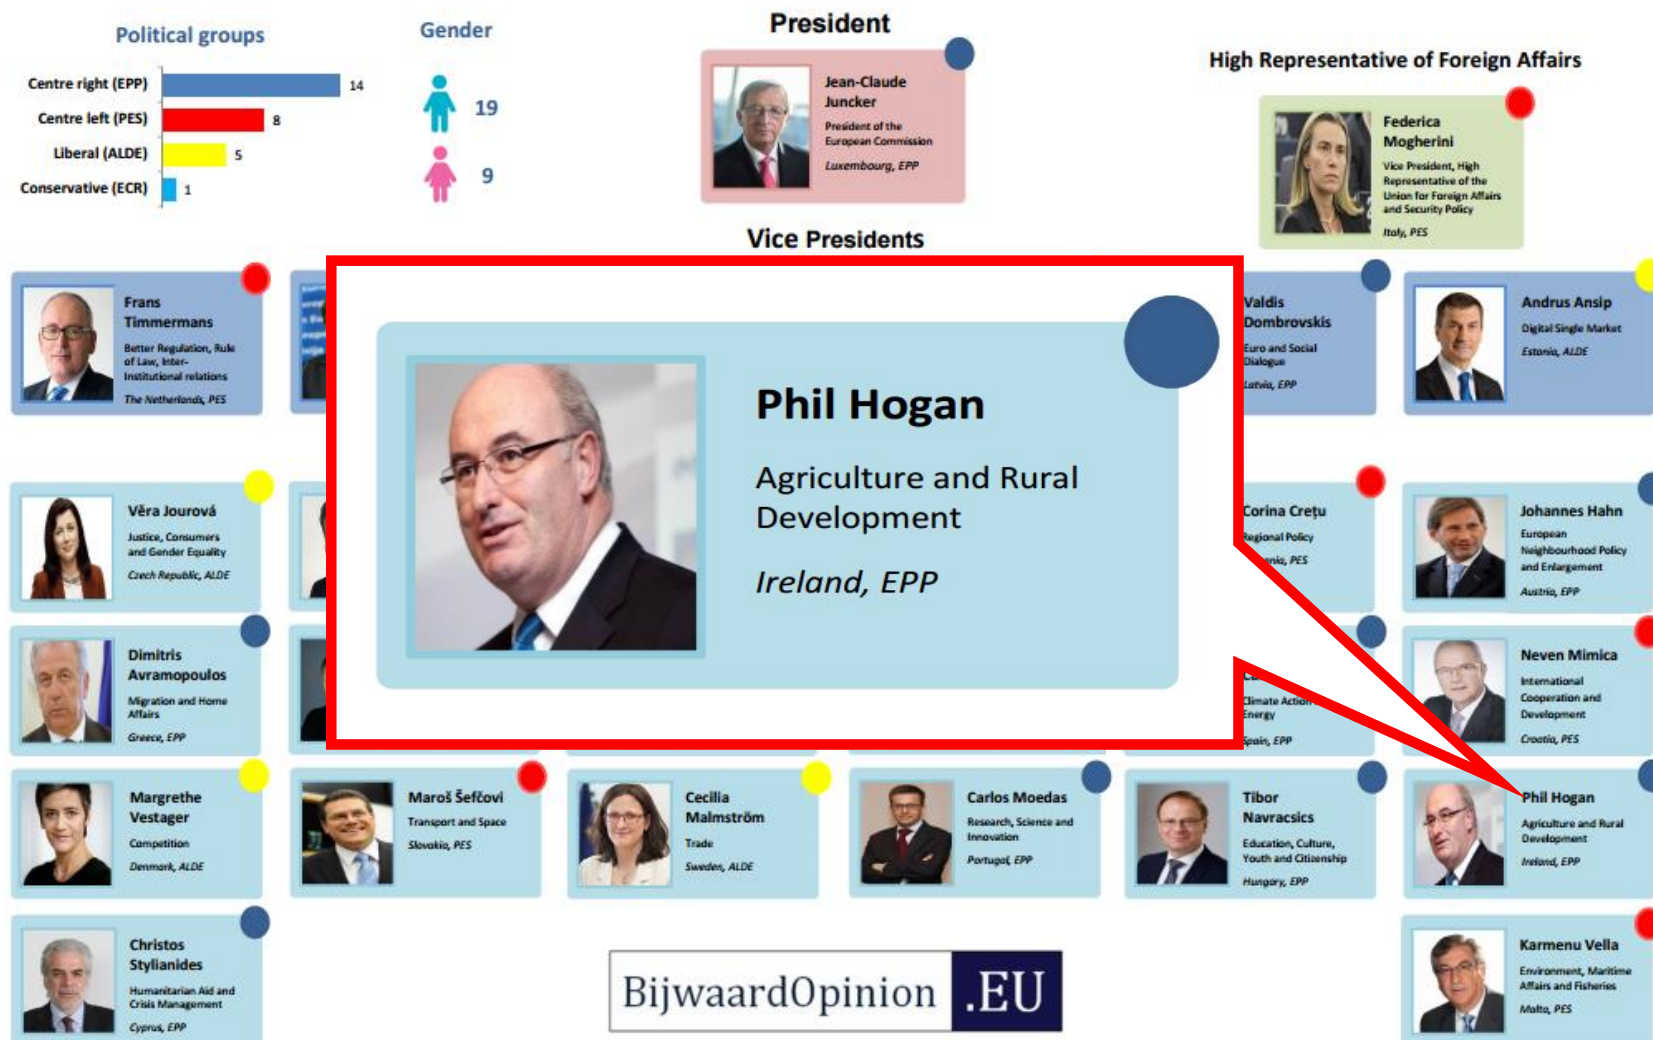 Political groups
Centre right (EPP)
14
Centre left (PES)
8
Liberal (ALDE)
5
Conservative (ECR)
1
Gender
19
9
President
Jean-Claude
Juncker
President of the
European Commission
Luxembourg, EPP
High Representative of Foreign Affairs
Federica
Mogherini
Vice President, High
Representative of the
Union for Foreign Affairs
and Security Policy
Italy, PES
Vice Presidents
Frans
Timmermans
Better Regulation, Rule
of Law, Inter-
Institutional relations
The Netherlands, PES
Valdis
Dombrovskis
Euro and Social
Dialogue
Latvia, EPP
Andrus Ansip
Digital Single Market
Estonia, ALDE
Phil Hogan
Agriculture and Rural
Development
Ireland, EPP
Věra Jourová
Justice, Consumers
and Gender Equality
Czech Republic, ALDE
Corina Crețu
Regional Policy
PES
Johannes Hahn
European
Neighbourhood Policy
and Enlargement
Austria, EPP
Dimitris
Avramopoulos
Migration and Home
Affairs
Greece, EPP
Climate Action
Energy
Spain, EPP
Neven Mimica
International
Cooperation and
Development
Croatia, PES
Margrethe
Vestager
Competition
Denmark, ALDE
Maroš Šefčovi
Transport and Space
Slovakia, PES
Cecilia
Malmström
Trade
Sweden, ALDE
Carlos Moedas
Research, Science and
Innovation
Portugal, EPP
Tibor
Navracsics
Education, Culture,
Youth and Citizenship
Hungary, EPP
Phil Hogan
Agriculture and Rural
Development
Ireland, EPP
Christos
Stylianides
Humanitarian Aid and
Crisis Management
Cyprus, EPP
BijwaardOpinion .EU
Karmenu Vella
Environment, Maritime
Affairs and Fisheries
Malta, PES